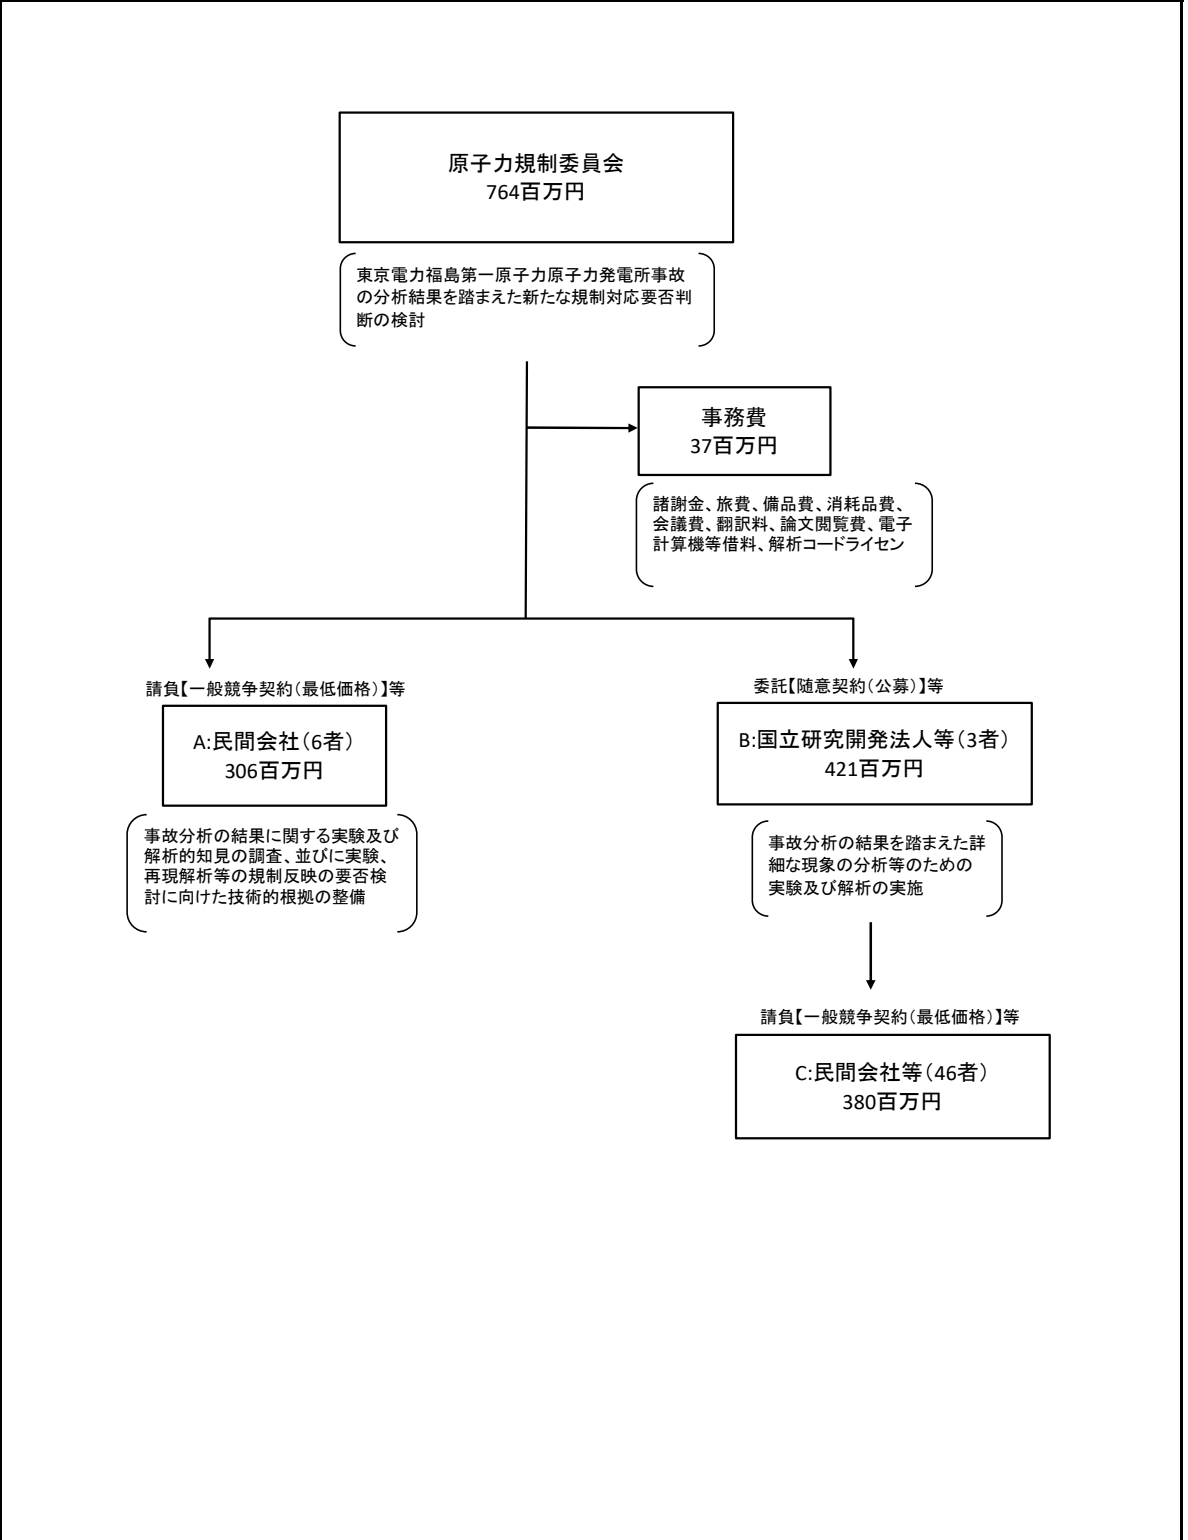 原子力規制委員会
764百万円
東京電力福島第一原子力原子力発電所事故
の分析結果を踏まえた新たな規制対応要否判
断の検討
事務費
37百万円
諸謝金、旅費、備品費、消耗品費、
会議費、翻訳料、論文閲覧費、電子
計算機等借料、解析コードライセン
請負【一般競争契約(最低価格)】等
A:民間会社(6者)
306百万円
事故分析の結果に関する実験及び
解析的知見の調査、並びに実験、
再現解析等の規制反映の要否検
討に向けた技術的根拠の整備
委託【随意契約(公募)】等
B:国立研究開発法人等(3者)
421百万円
事故分析の結果を踏まえた詳
細な現象の分析等のための
実験及び解析の実施
請負【一般競争契約(最低価格)】等
C:民間会社等(46者)
380百万円